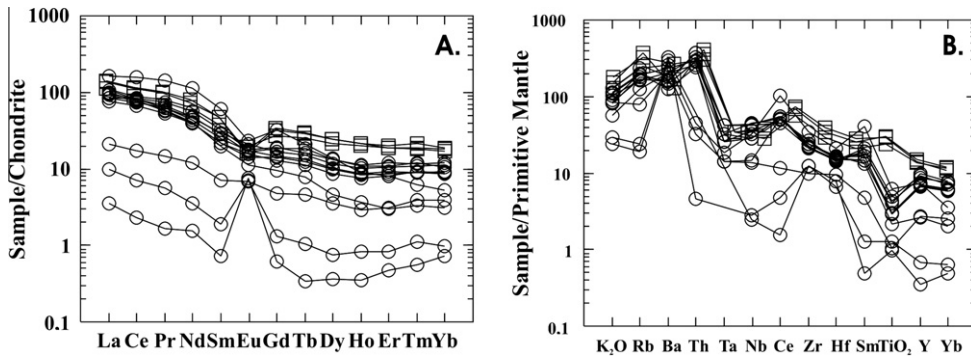 A.
Sample/Chondrite
1000
100
10
1
0.1
La Ce Pr Nd Sm Eu Gd Tb Dy Ho Er Tm Yb
B.
Sample/Primitive Mantle
1000
100
10
1
0.1
K₂O Rb Ba Th Ta Nb Ce Zr Hf Sm TiO₂ Y Yb